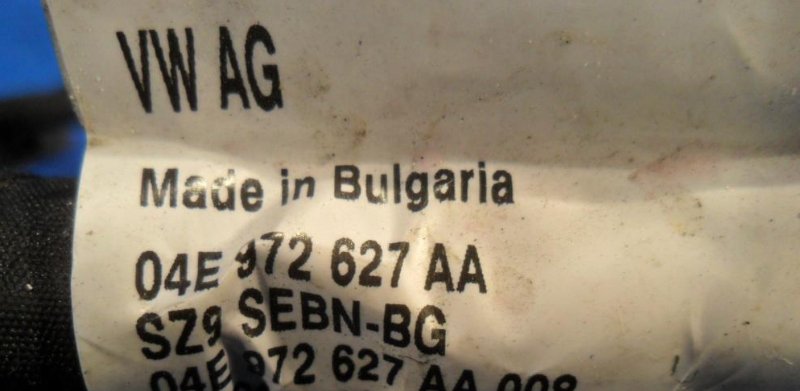 VW AG
Made in Bulgaria
04E 972 627 AA
SZ9 SEBN-BG
04E 972 627 AA 008